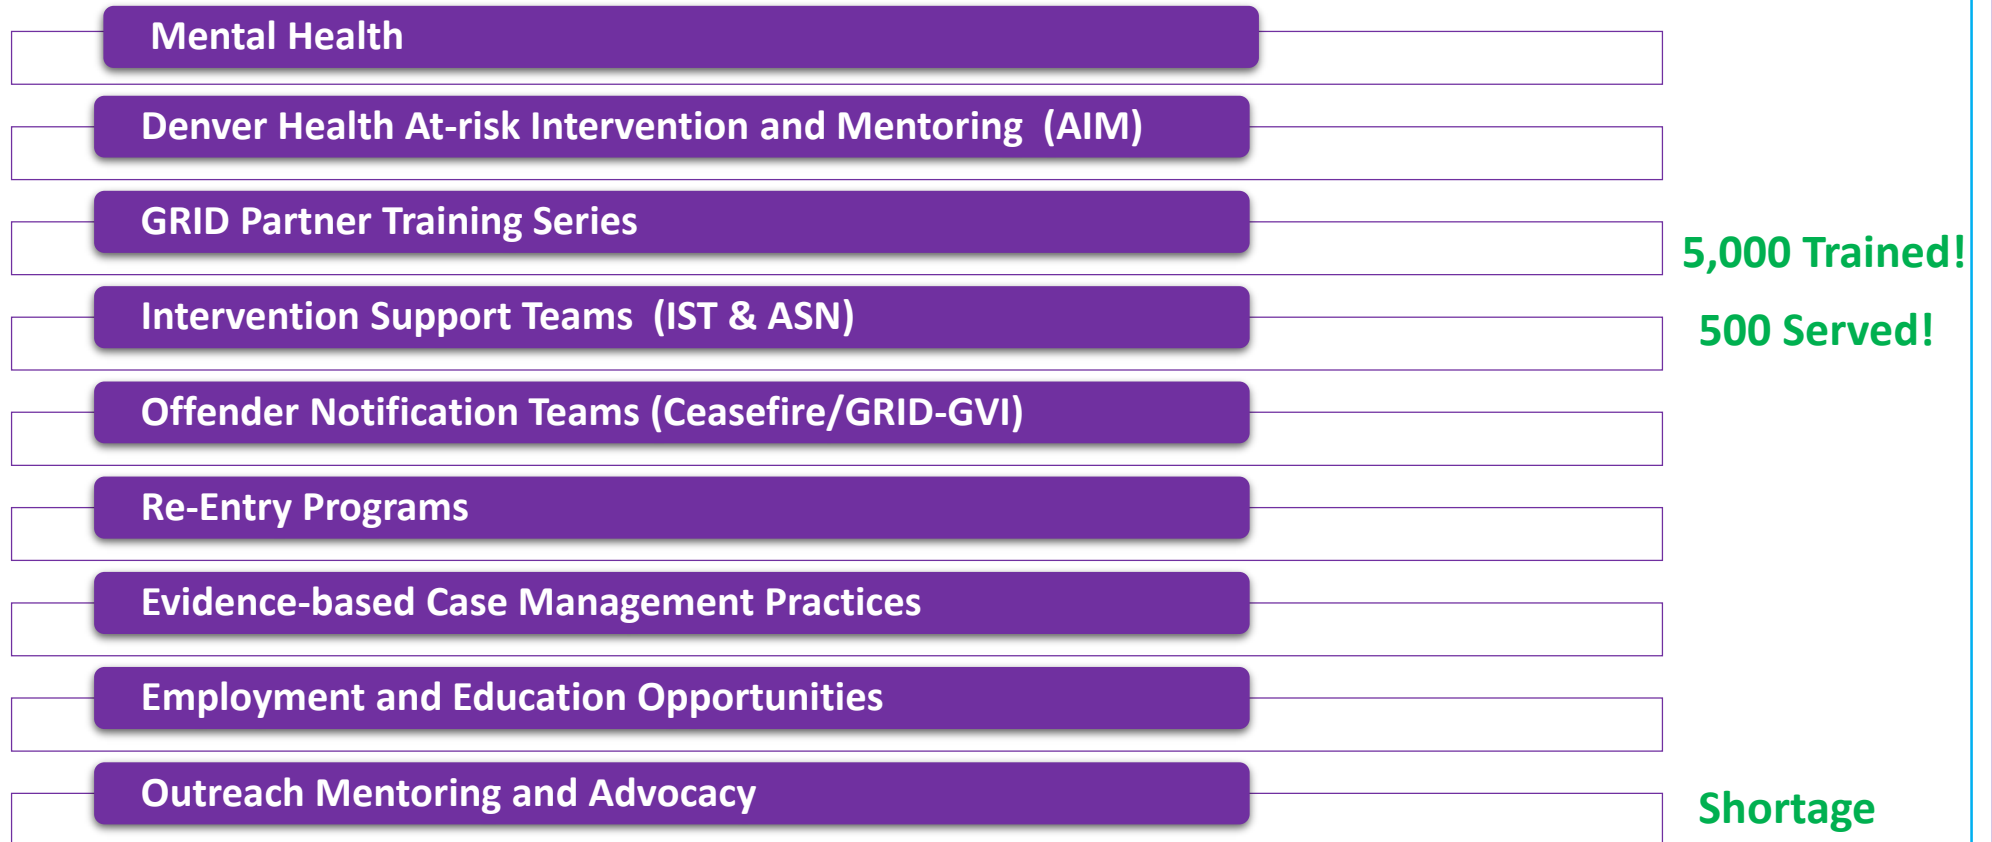 Mental Health
Denver Health At-risk Intervention and Mentoring (AIM)
GRID Partner Training Series
5,000 Trained!
Intervention Support Teams (IST & ASN)
500 Served!
Offender Notification Teams (Ceasefire/GRID-GVI)
Re-Entry Programs
Evidence-based Case Management Practices
Employment and Education Opportunities
Outreach Mentoring and Advocacy
Shortage